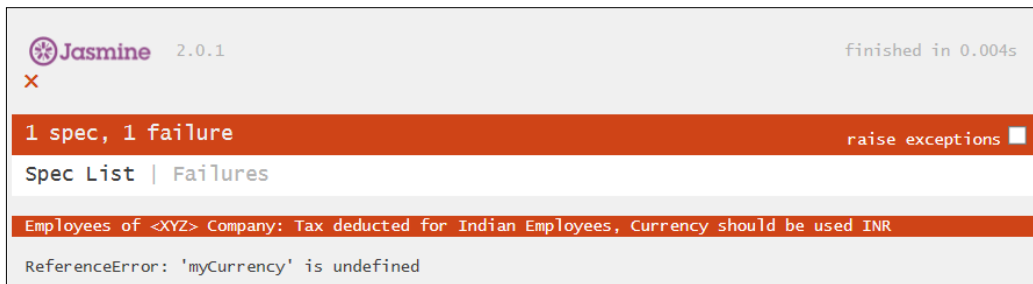 Jasmine 2.0.1 finished in 0.004s
×
1 spec, 1 failure raise exceptions
Spec List | Failures
Employees of <XYZ> Company: Tax deducted for Indian Employees, Currency should be used INR
ReferenceError: 'myCurrency' is undefined